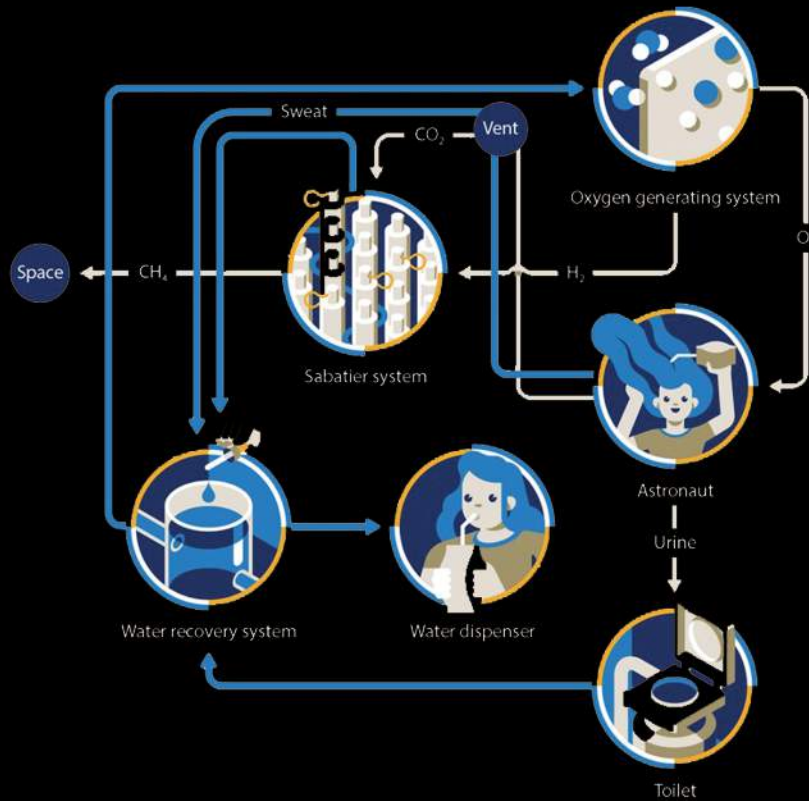 Sweat
Vent
CO₂
Oxygen generating system
Space
CH₄
H₂
O
Sabatier system
Astronaut
Urine
Water recovery system
Water dispenser
Toilet